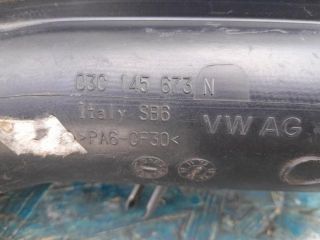 03C 145 673 N
Italy SB6
VW AG
>PA6-GF30<